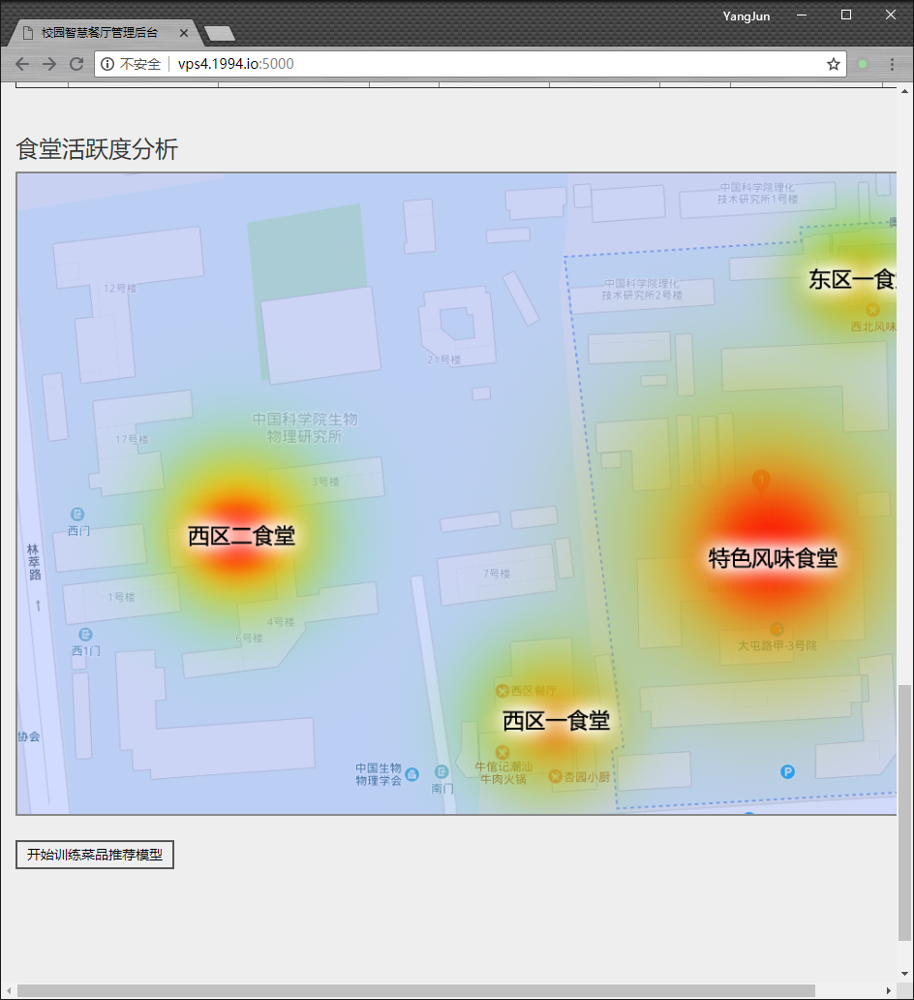 YangJun
校园智慧餐厅管理后台
不安全
vps4.1994.io:5000
食堂活跃度分析
中国科学院理化
技术研究所1号楼
奥
12号楼
中国科学院理化
技术研究所2号楼
东区一食
西北风味
21号楼
中国科学院生物
物理研究所
17号楼
3号楼
1
西门
西区二食堂
林萃路
特色风味食堂
7号楼
1号楼
4号楼
6号楼
西1门
大屯路甲-3号院
西区餐厅
西区一食堂
协会
牛倌记潮汕
牛肉火锅
中国生物
物理学会
南门
杏园小厨
P
开始训练菜品推荐模型